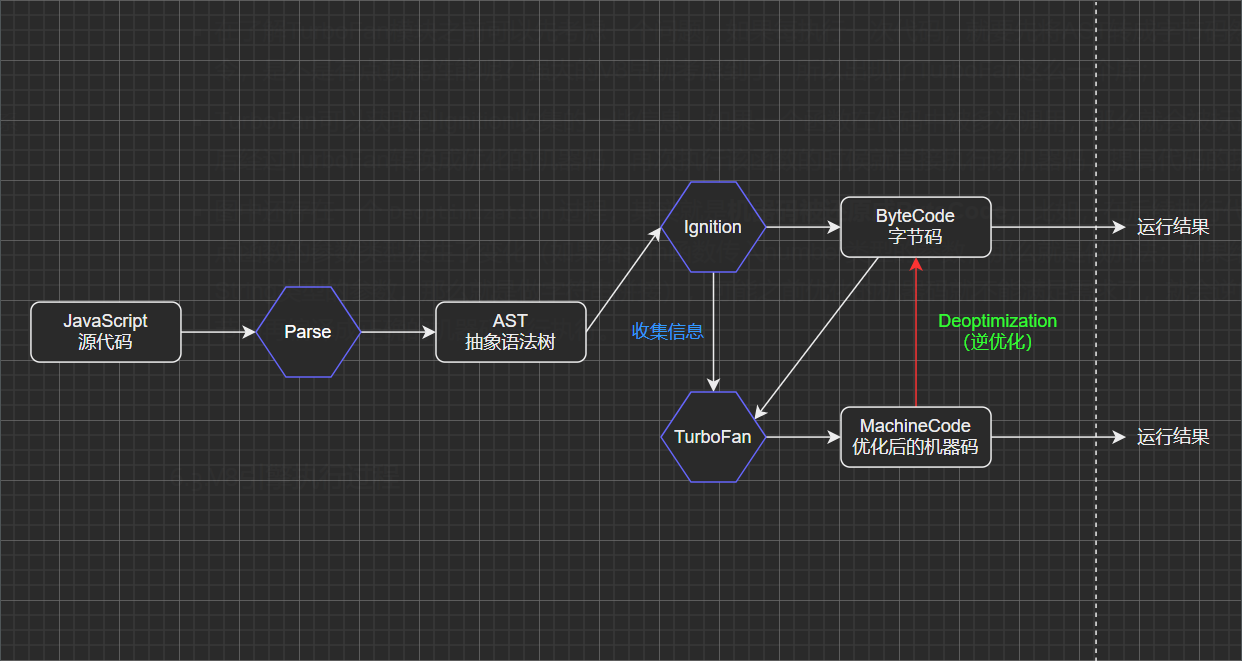 Ignition
ByteCode
字节码
运行结果
JavaScript
源代码
Parse
AST
抽象语法树
收集信息
Deoptimization
(逆优化)
TurboFan
MachineCode
优化后的机器码
运行结果